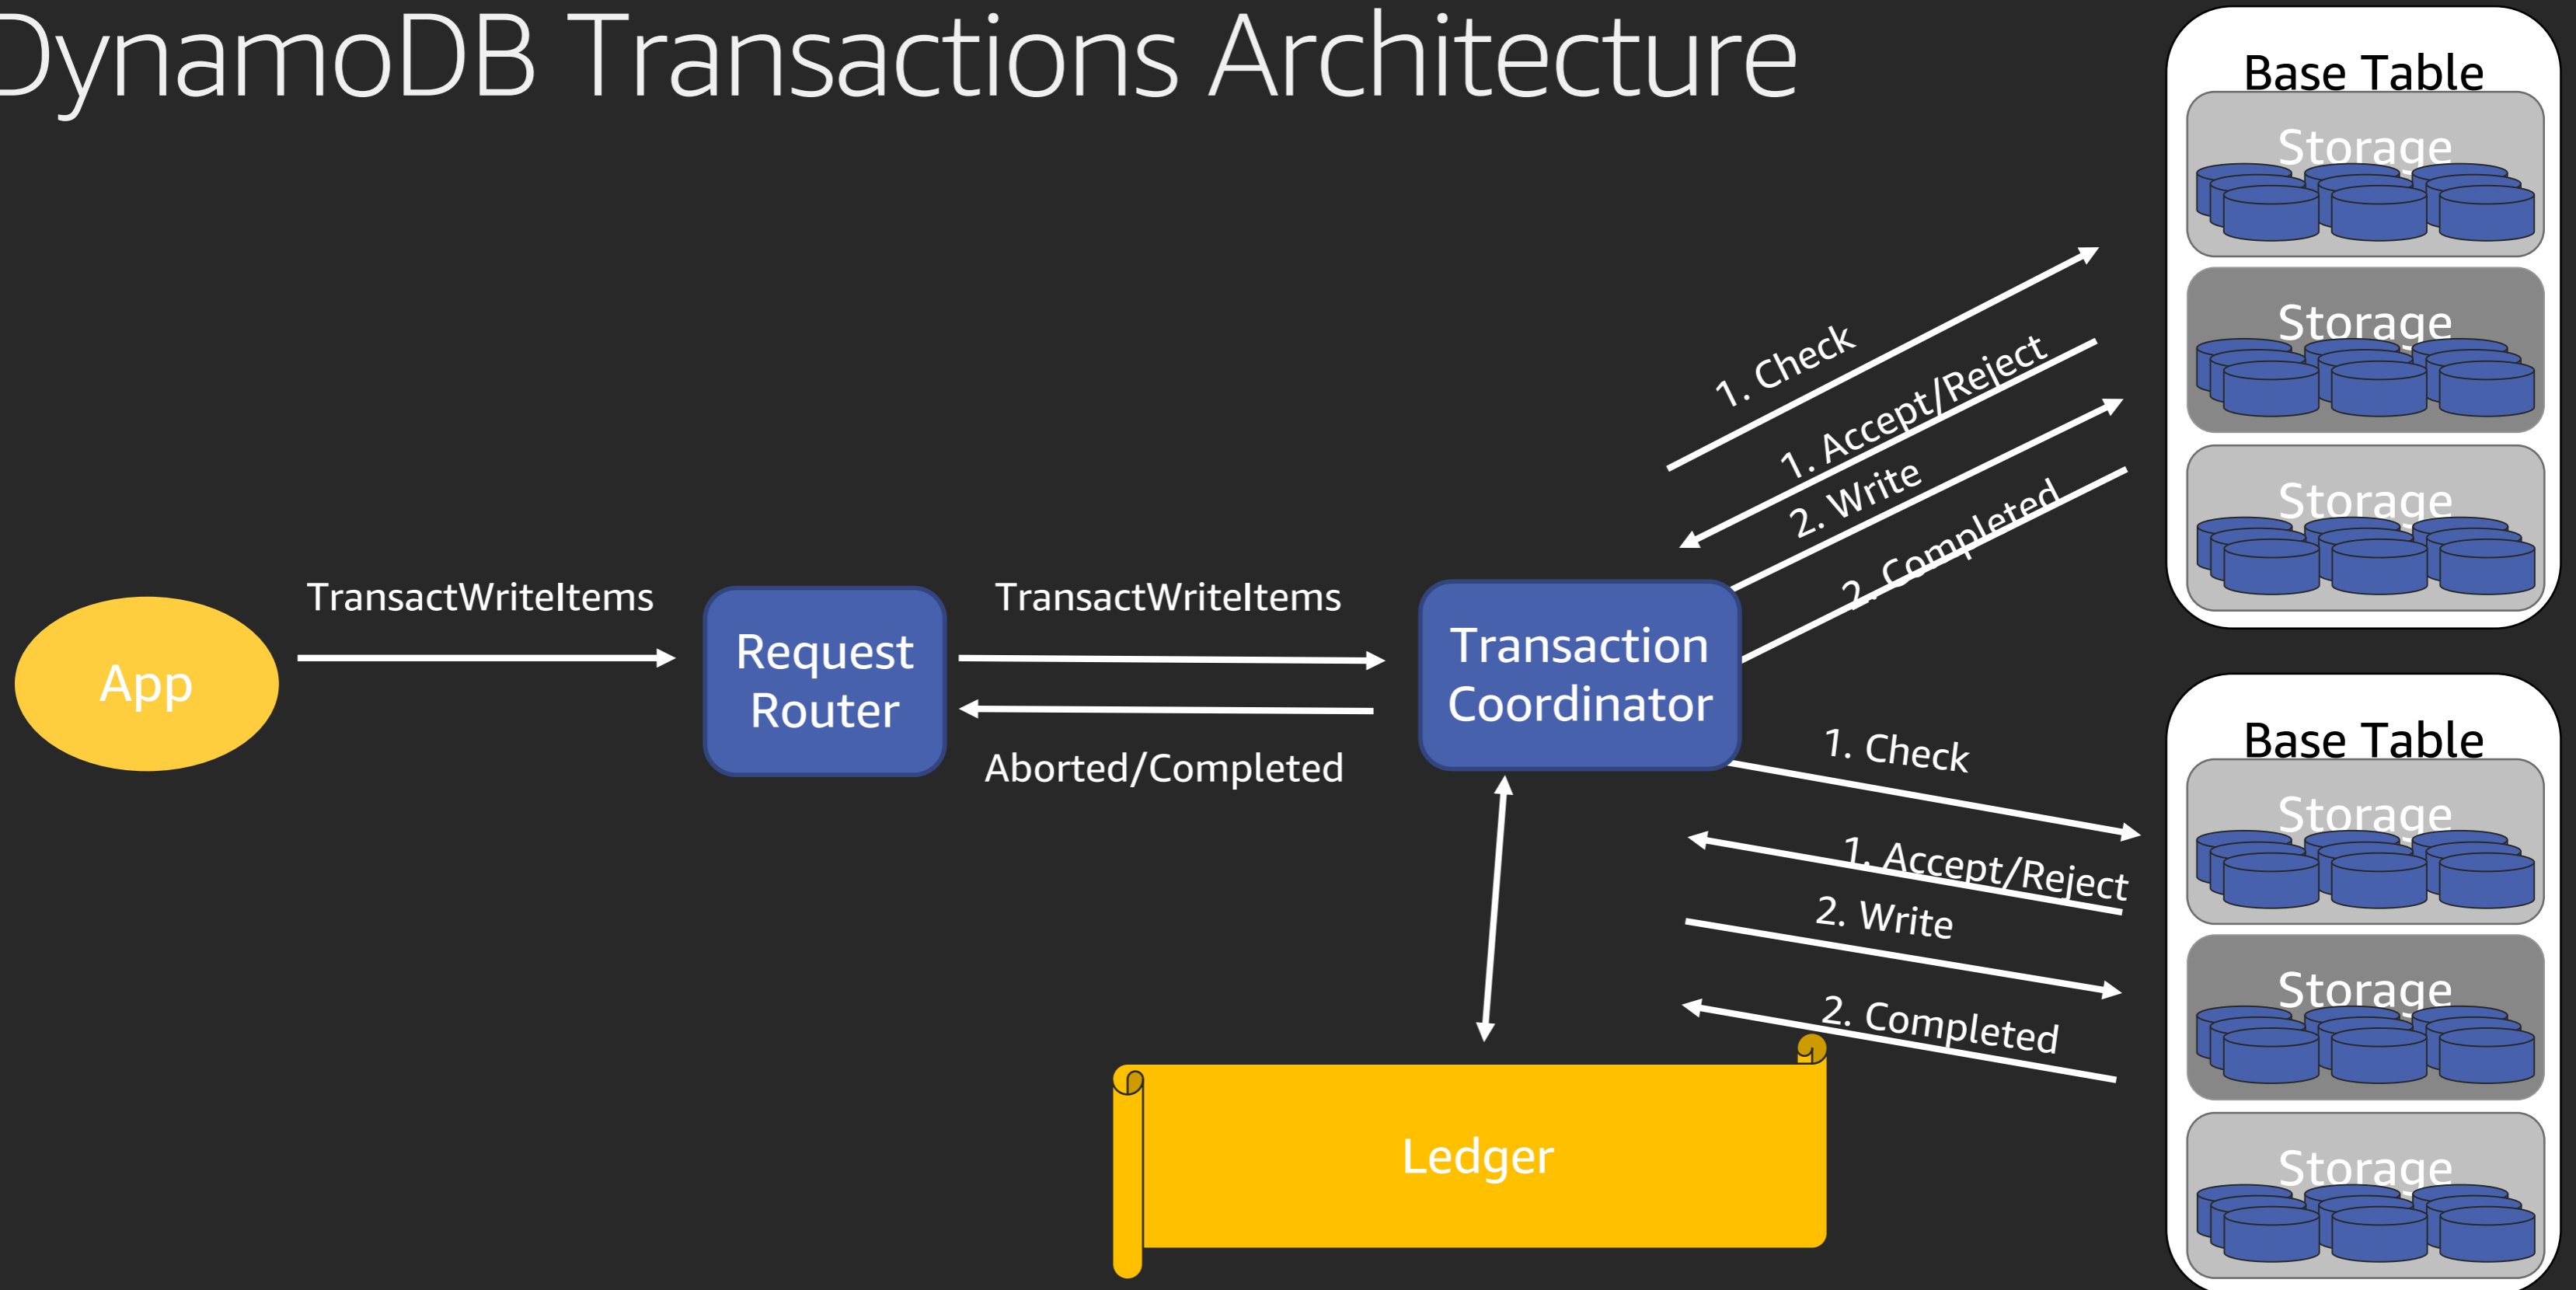 DynamoDB Transactions Architecture
Base Table
Storage
Storage
Storage
1. Check
1. Accept/Reject
2. Write
2. Completed
App
TransactWriteItems
Request
Router
TransactWriteItems
Aborted/Completed
Transaction
Coordinator
Base Table
Storage
Storage
Storage
1. Check
1. Accept/Reject
2. Write
2. Completed
Ledger